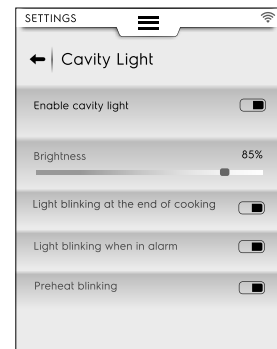 SETTINGS
Cavity Light
Enable cavity light
Brightness 85%
Light blinking at the end of cooking
Light blinking when in alarm
Preheat blinking